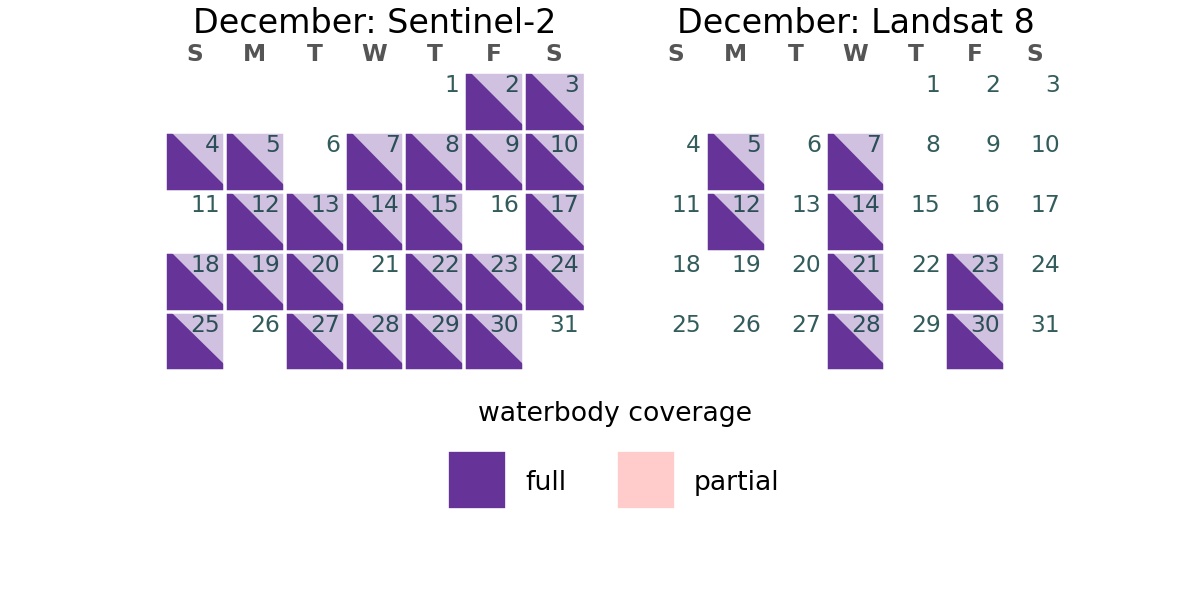 December: Sentinel-2
S M T W T F S
1 2 3
4 5 6 7 8 9 10
11 12 13 14 15 16 17
18 19 20 21 22 23 24
25 26 27 28 29 30 31
December: Landsat 8
S M T W T F S
1 2 3
4 5 6 7 8 9 10
11 12 13 14 15 16 17
18 19 20 21 22 23 24
25 26 27 28 29 30 31
waterbody coverage
full partial